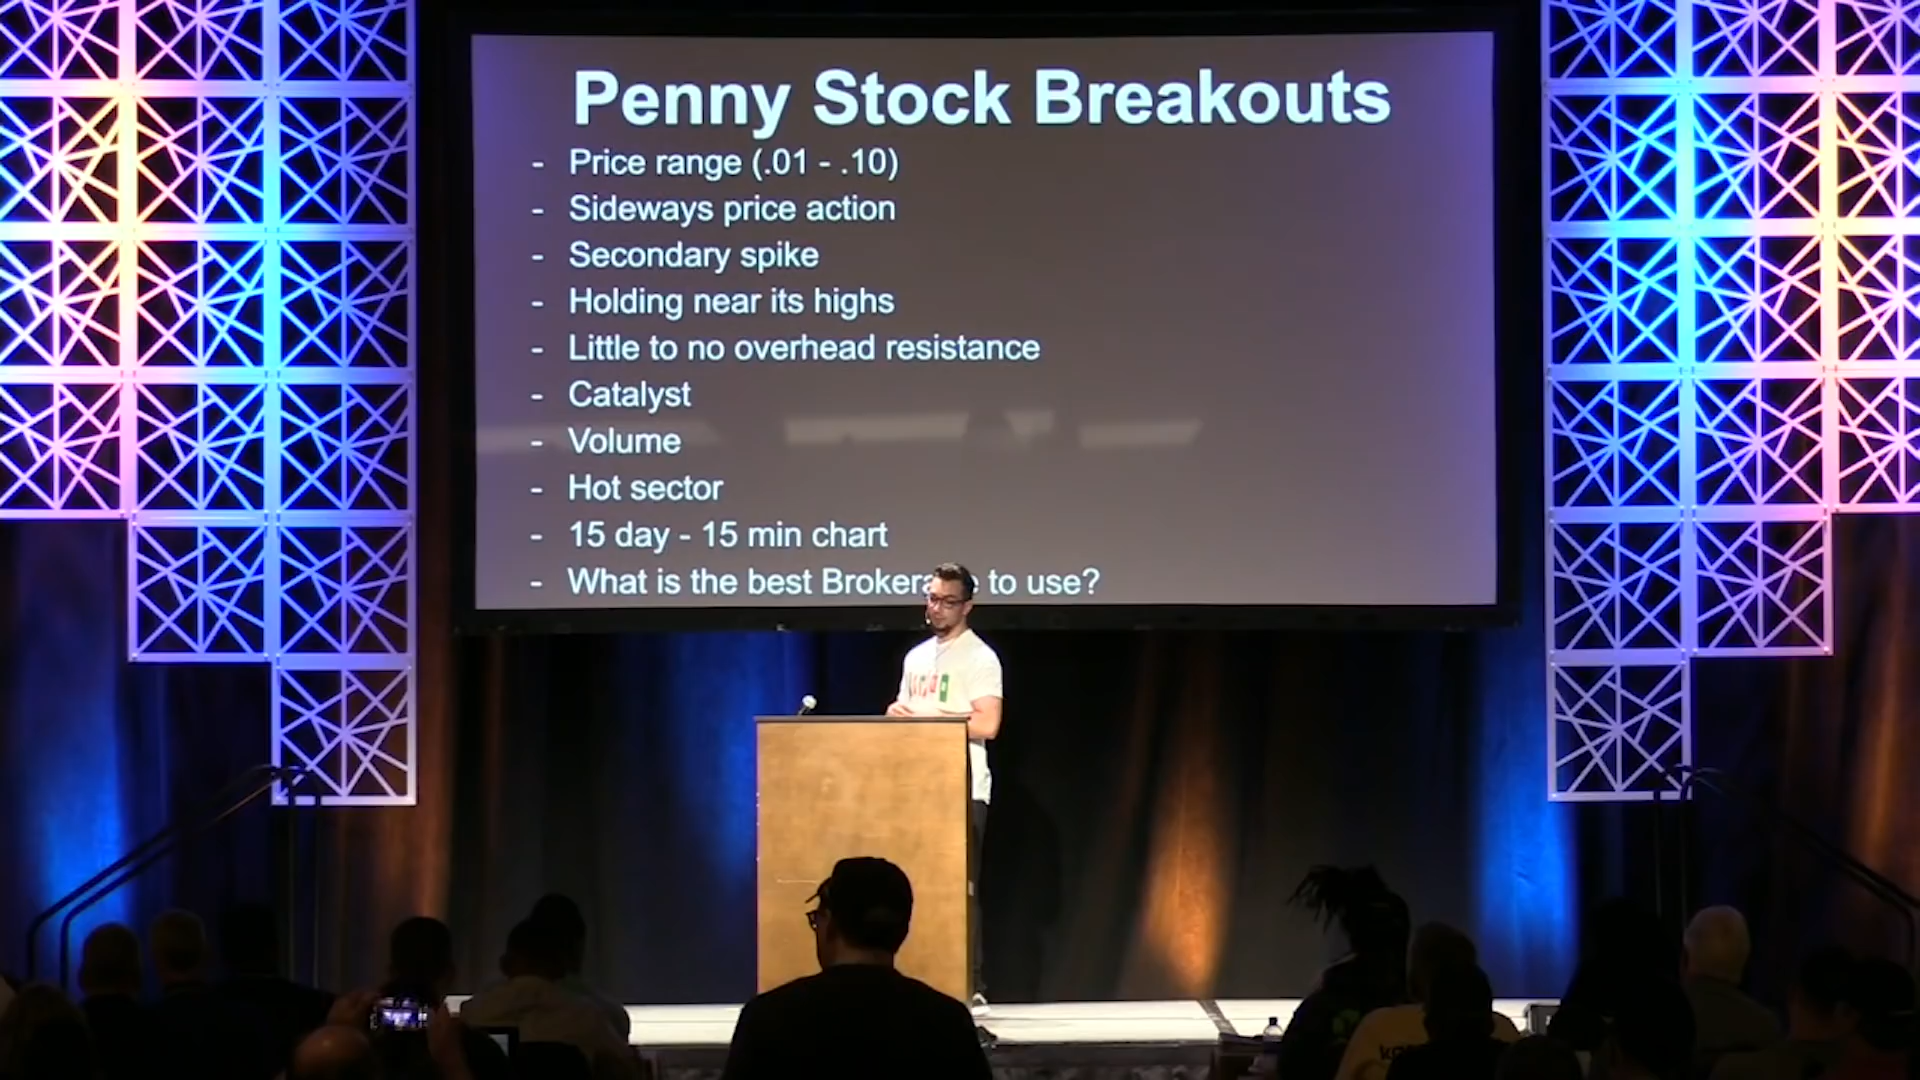 Penny Stock Breakouts
- Price range (.01 - .10)
- Sideways price action
- Secondary spike
- Holding near its highs
- Little to no overhead resistance
- Catalyst
- Volume
- Hot sector
- 15 day - 15 min chart
- What is the best to use?